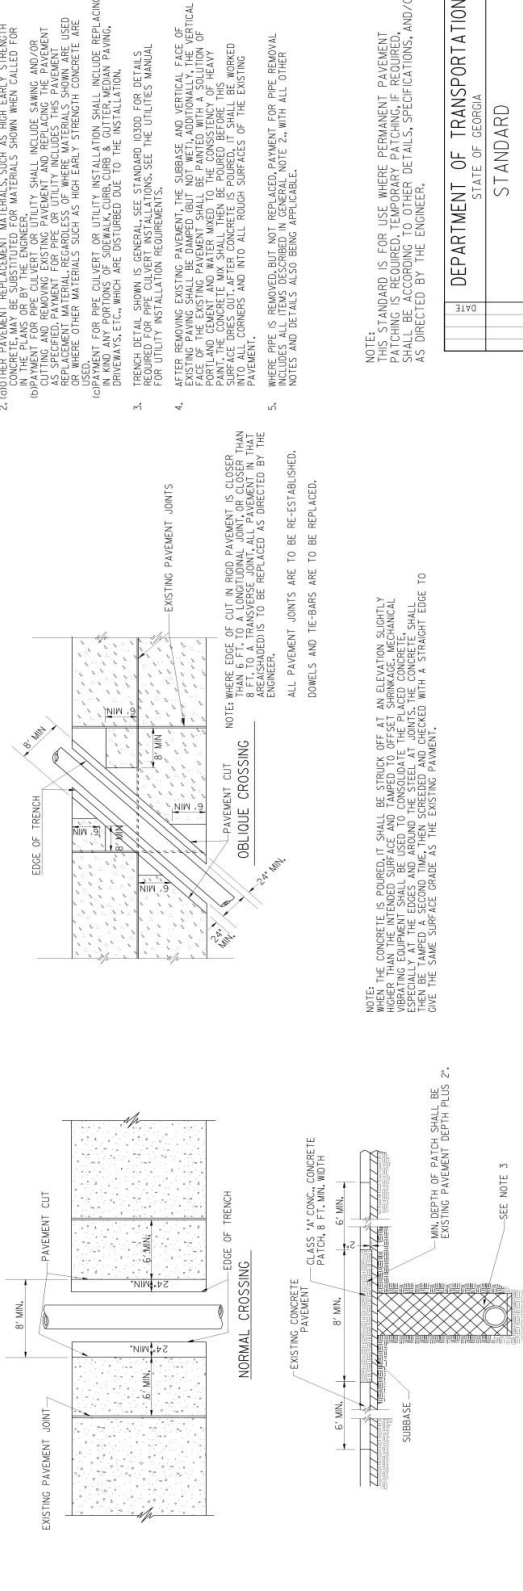 2. (a)OTHER PAVEMENT REPLACEMENT MATERIALS, SUCH AS HIGH EARLY STRENGTH
CONCRETE, MAY BE SUBSTITUTED FOR MATERIALS SHOWN WHEN CALLED FOR
IN THE PLANS OR BY THE ENGINEER.
(b)PAYMENT FOR PIPE CULVERT OR UTILITY SHALL INCLUDE SAWING AND/OR
CUTTING AND REMOVING EXISTING PAVEMENT AND REPLACING THE PAVEMENT
AS SPECIFIED. PAYMENT FOR PIPE OR UTILITY INCLUDES THIS PAVEMENT
REPLACEMENT MATERIAL, REGARDLESS OF WHERE MATERIALS SHOWN ARE USED
OR WHERE OTHER MATERIALS SUCH AS HIGH EARLY STRENGTH CONCRETE ARE
USED.
(c)PAYMENT FOR PIPE CULVERT OR UTILITY INSTALLATION SHALL INCLUDE REPLACING
IN KIND ANY PORTIONS OF SIDEWALK, CURB, CURB & GUTTER, MEDIAN PAVING,
DRIVEWAYS, ETC., WHICH ARE DISTURBED DUE TO THE INSTALLATION.
3. TRENCH DETAIL SHOWN IS GENERAL. SEE STANDARD 1030D FOR DETAILS
REQUIRED FOR PIPE CULVERT INSTALLATIONS. SEE THE UTILITIES MANUAL
FOR UTILITY INSTALLATION REQUIREMENTS.
4. AFTER REMOVING EXISTING PAVEMENT, THE SUBBASE AND VERTICAL FACE OF
EXISTING PAVING SHALL BE DAMPED (BUT NOT WET). ADDITIONALLY, THE VERTICAL
FACE OF THE EXISTING PAVEMENT SHALL BE PAINTED WITH A SOLUTION OF
PORTLAND CEMENT AND WATER MIXED TO THE CONSISTENCY OF HEAVY
PAINT. THE CONCRETE MIX SHALL THEN BE POURED BEFORE THIS
SURFACE DRIES OUT. AFTER CONCRETE IS POURED, IT SHALL BE WORKED
INTO ALL CORNERS AND INTO ALL ROUGH SURFACES OF THE EXISTING
PAVEMENT.
5. WHERE PIPE IS REMOVED, BUT NOT REPLACED, PAYMENT FOR PIPE REMOVAL
INCLUDES ALL ITEMS DESCRIBED IN GENERAL NOTE 2., WITH ALL OTHER
NOTES AND DETAILS ALSO BEING APPLICABLE.
NOTE:
THIS STANDARD IS FOR USE WHERE PERMANENT PAVEMENT
PATCHING IS REQUIRED. TEMPORARY PATCHING, IF REQUIRED,
SHALL BE ACCORDING TO OTHER DETAILS, SPECIFICATIONS, AND/O
AS DIRECTED BY THE ENGINEER.
DATE
DEPARTMENT OF TRANSPORTATION
STATE OF GEORGIA
STANDARD
EDGE OF TRENCH
8' MIN.
6' MIN.
8' MIN
6' MIN.
6' MIN.
8' MIN
6' MIN.
EXISTING PAVEMENT JOINTS
PAVEMENT CUT
24" MIN.
24" MIN.
OBLIQUE CROSSING
NOTE: WHERE EDGE OF CUT IN RIGID PAVEMENT IS CLOSER
THAN 6 FT. TO A LONGITUDINAL JOINT, OR CLOSER THAN
8 FT. TO A TRANSVERSE JOINT, ALL PAVEMENT IN THAT
AREA(SHADED) IS TO BE REPLACED AS DIRECTED BY THE
ENGINEER.
ALL PAVEMENT JOINTS ARE TO BE RE-ESTABLISHED.
DOWELS AND TIE-BARS ARE TO BE REPLACED.
NOTE:
WHEN THE CONCRETE IS POURED, IT SHALL BE STRUCK OFF AT AN ELEVATION SLIGHTLY
HIGHER THAN THE INTENDED SURFACE AND TAMPED TO OFFSET SHRINKAGE. MECHANICAL
VIBRATING EQUIPMENT SHALL BE USED TO CONSOLIDATE THE PLACED CONCRETE,
ESPECIALLY AT THE EDGES AND AROUND THE STEEL AT JOINTS. THE CONCRETE SHALL
THEN BE TAMPED A SECOND TIME, THEN SCREEDED AND CHECKED WITH A STRAIGHT EDGE TO
GIVE THE SAME SURFACE GRADE AS THE EXISTING PAVMENT.
EXISTING PAVEMENT JOINT
PAVEMENT CUT
8' MIN.
6' MIN.
24" MIN.
24" MIN.
6' MIN.
EDGE OF TRENCH
NORMAL CROSSING
EXISTING CONCRETE
PAVEMENT
CLASS "A" CONC., CONCRETE
PATCH, 8 FT. MIN. WIDTH
6' MIN.
8' MIN.
6' MIN.
2"
SUBBASE
MIN. DEPTH OF PATCH SHALL BE
EXISTING PAVEMENT DEPTH PLUS 2".
SEE NOTE 3